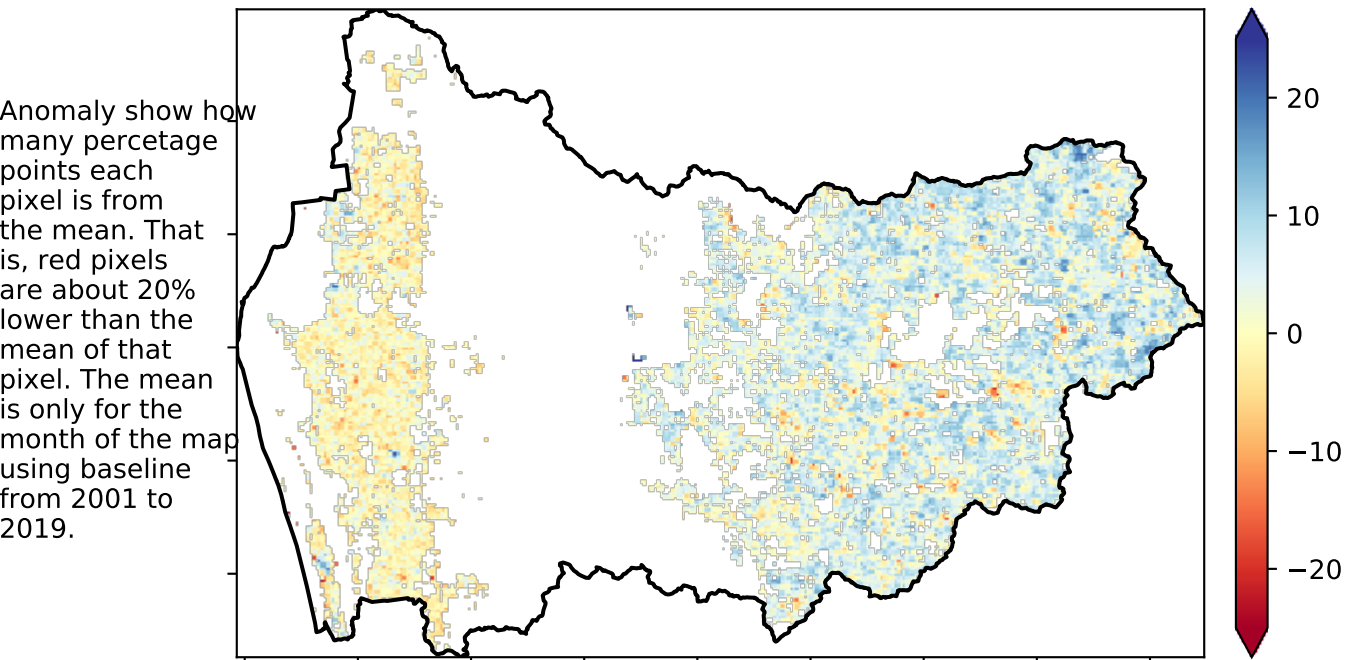 Anomaly show how
many percetage
points each
pixel is from
the mean. That
is, red pixels
are about 20%
lower than the
mean of that
pixel. The mean
is only for the
month of the map
using baseline
from 2001 to
2019.
20
10
0
−10
−20